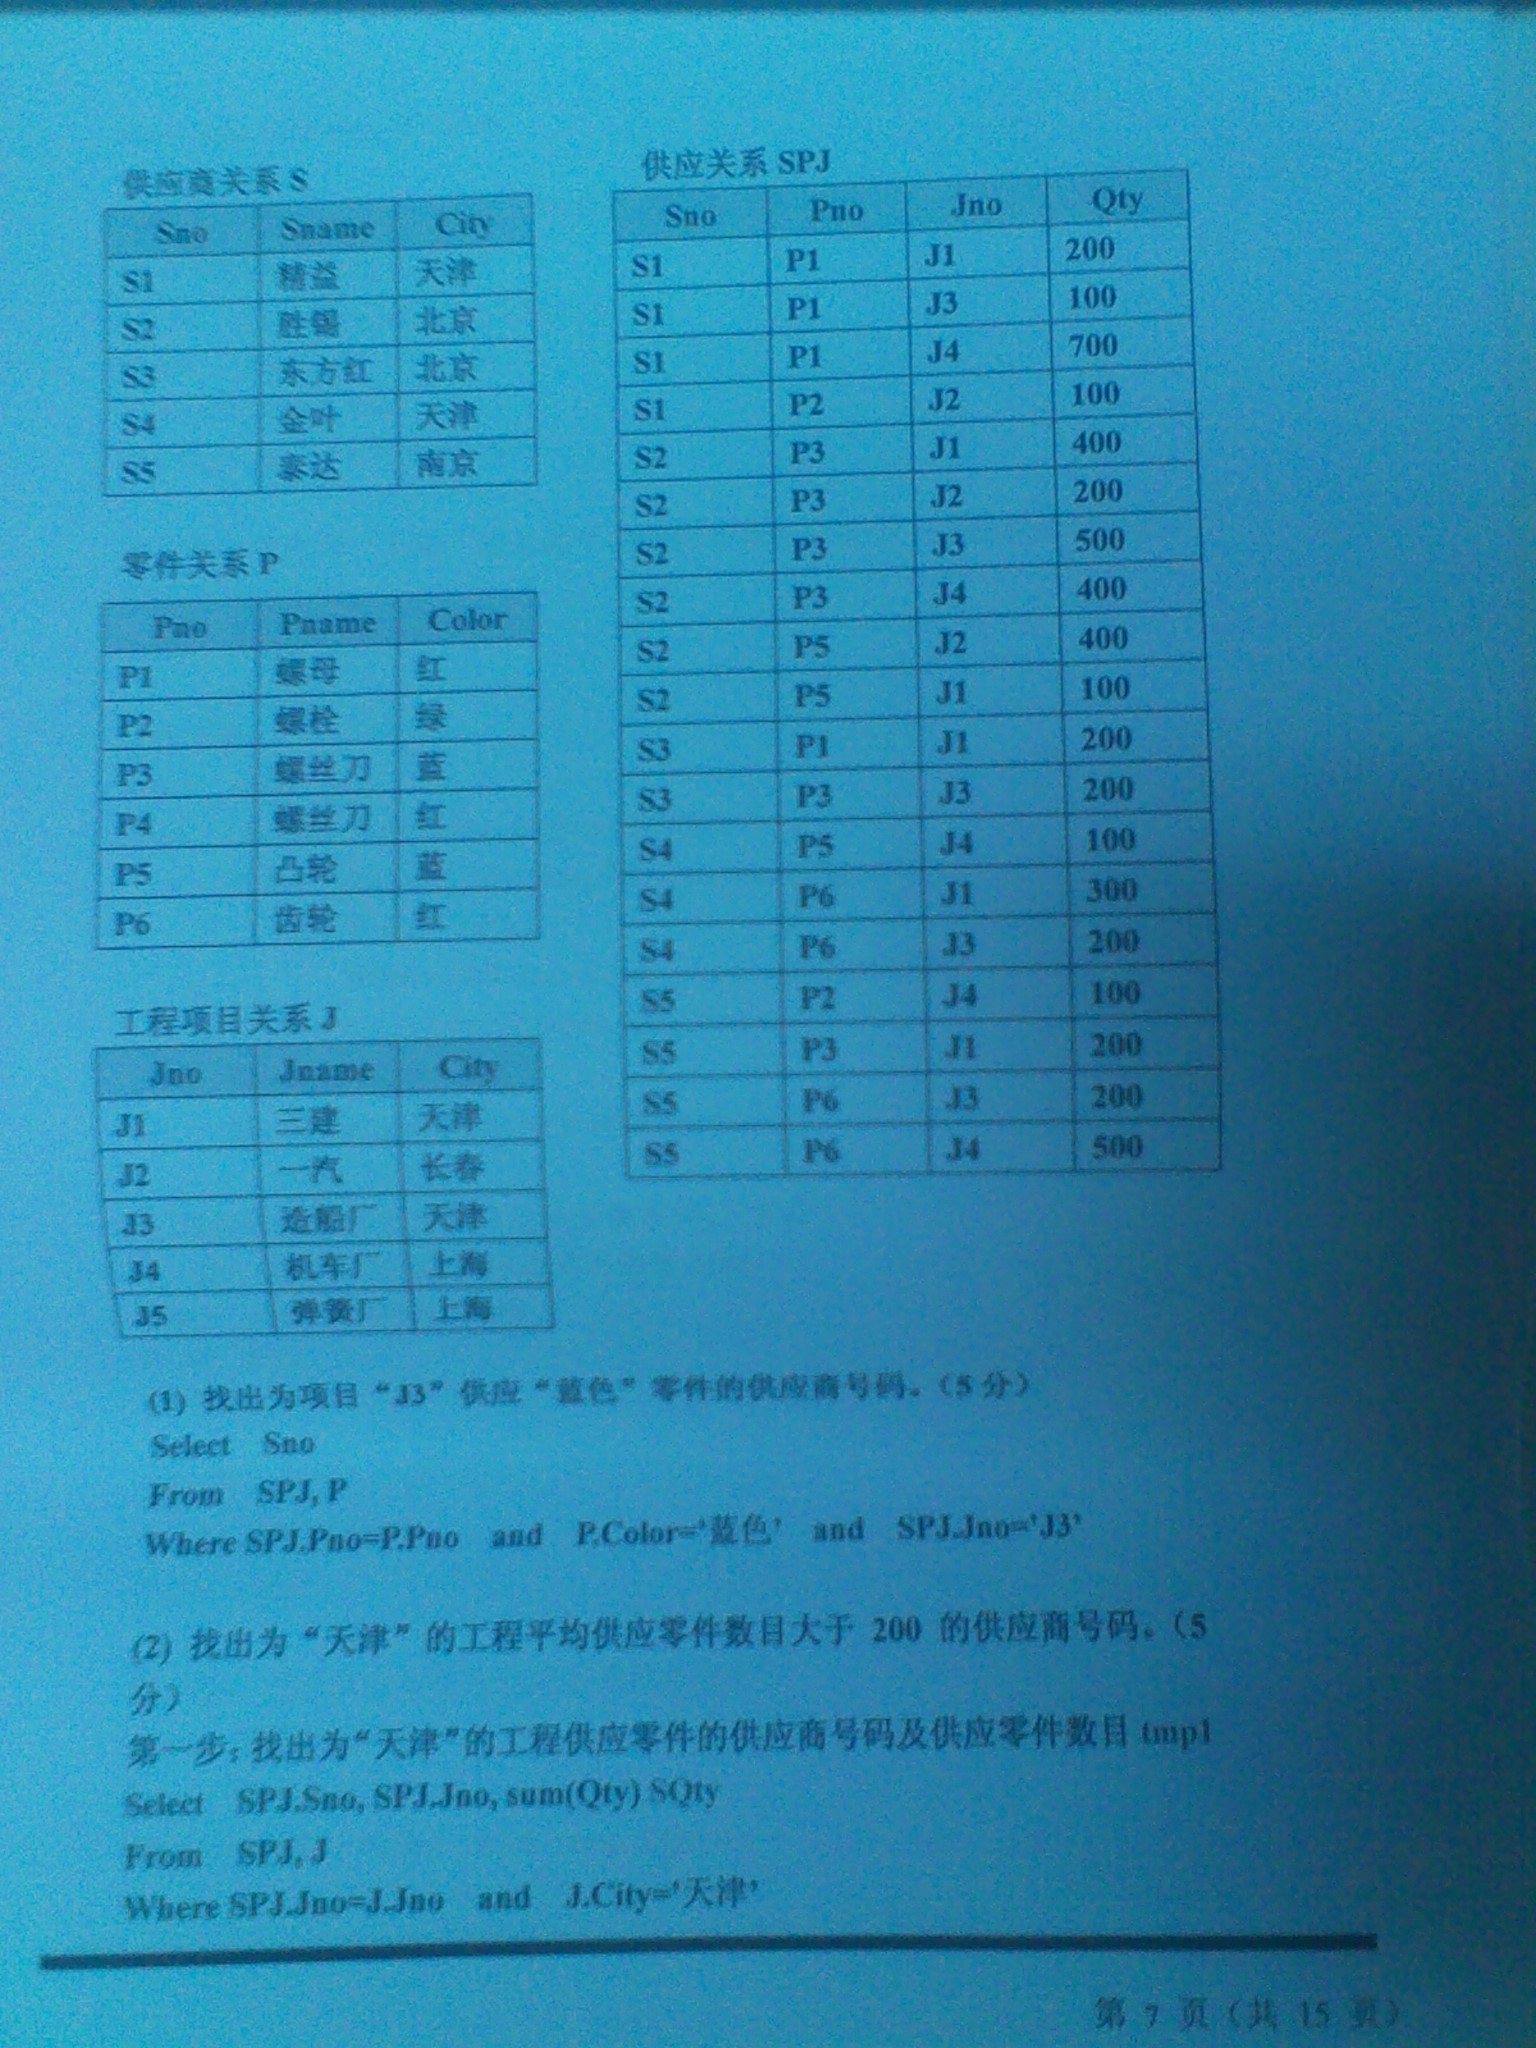 供应商关系 S
Sno Sname City
S1 精益 天津
S2 胜锡 北京
S3 东方红 北京
S4 金叶 天津
S5 泰达 南京
零件关系 P
Pno Pname Color
P1 螺母 红
P2 螺栓 绿
P3 螺丝刀 蓝
P4 螺丝刀 红
P5 凸轮 蓝
P6 齿轮 红
工程项目关系 J
Jno Jname City
J1 三建 天津
J2 一汽 长春
J3 造船厂 天津
J4 机车厂 上海
J5 弹簧厂 上海
供应关系 SPJ
Sno Pno Jno Qty
S1 P1 J1 200
S1 P1 J3 100
S1 P1 J4 700
S1 P2 J2 100
S2 P3 J1 400
S2 P3 J2 200
S2 P3 J3 500
S2 P3 J4 400
S2 P5 J2 400
S2 P5 J1 100
S3 P1 J1 200
S3 P3 J3 200
S4 P5 J4 100
S4 P6 J1 300
S4 P6 J3 200
S5 P2 J4 100
S5 P3 J1 200
S5 P6 J3 200
S5 P6 J4 500
(1) 找出为项目“J3”供应“蓝色”零件的供应商号码。（5 分）
Select Sno
From SPJ, P
Where SPJ.Pno=P.Pno and P.Color='蓝色' and SPJ.Jno='J3'
(2) 找出为“天津”的工程平均供应零件数目大于 200 的供应商号码。（5
分）
第一步：找出为“天津”的工程供应零件的供应商号码及供应零件数目 tmp1
Select SPJ.Sno, SPJ.Jno, sum(Qty) SQty
From SPJ, J
Where SPJ.Jno=J.Jno and J.City='天津'
第 7 页（共 15 页）